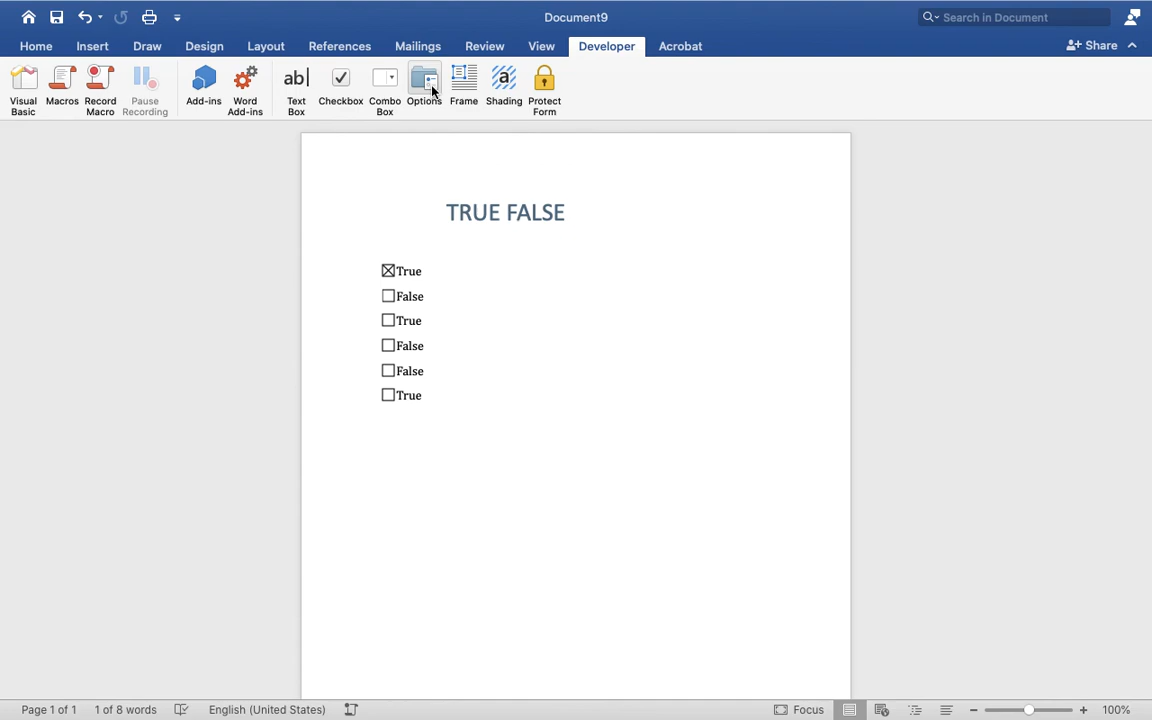 Document9
Search in Document
Home Insert Draw Design Layout References Mailings Review View Developer Acrobat Share
Visual Basic
Macros
Record Macro
Pause Recording
Add-ins
Word Add-ins
ab|
Text Box
Checkbox
Combo Box
Options
Frame
a
Shading
Protect Form
TRUE FALSE
True
False
True
False
False
True
Page 1 of 1 1 of 8 words English (United States) Focus 100%